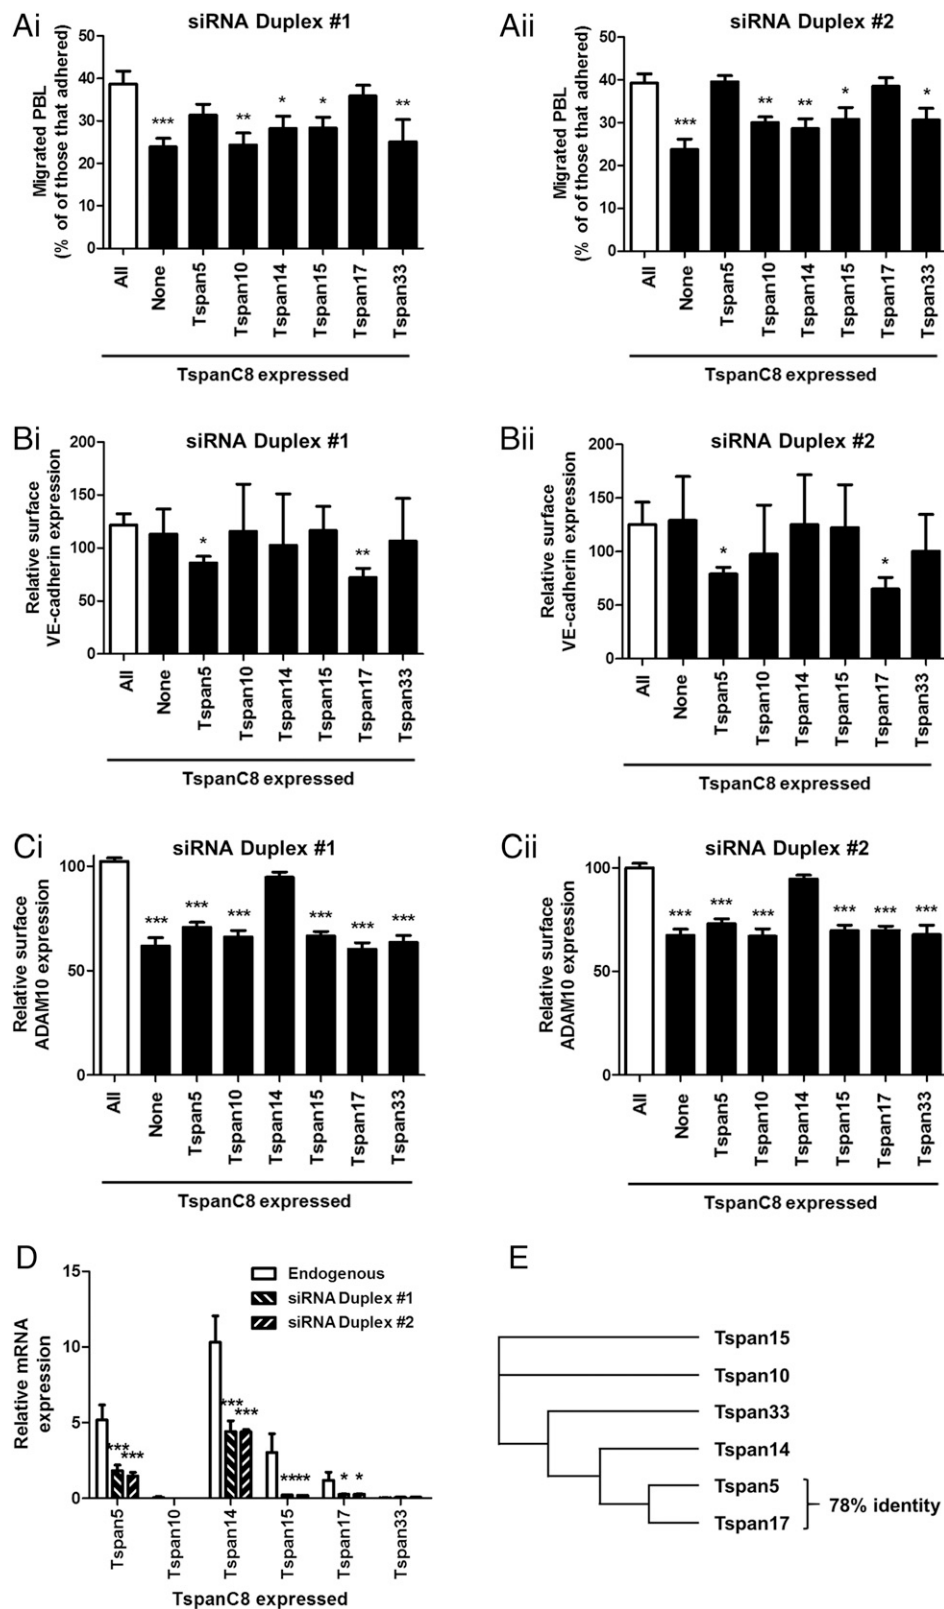 Ai
siRNA Duplex #1
Migrated PBL
(% of of those that adhered)
50
40
30
20
10
0
***
**
*
*
**
All
None
Tspan5
Tspan10
Tspan14
Tspan15
Tspan17
Tspan33
TspanC8 expressed
Aii
siRNA Duplex #2
Migrated PBL
(% of of those that adhered)
50
40
30
20
10
0
***
**
**
*
*
All
None
Tspan5
Tspan10
Tspan14
Tspan15
Tspan17
Tspan33
TspanC8 expressed
Bi
siRNA Duplex #1
Relative surface
VE-cadherin expression
200
150
100
50
0
*
**
All
None
Tspan5
Tspan10
Tspan14
Tspan15
Tspan17
Tspan33
TspanC8 expressed
Bii
siRNA Duplex #2
Relative surface
VE-cadherin expression
200
150
100
50
0
*
*
All
None
Tspan5
Tspan10
Tspan14
Tspan15
Tspan17
Tspan33
TspanC8 expressed
Ci
siRNA Duplex #1
Relative surface
ADAM10 expression
100
50
0
***
***
***
***
***
***
All
None
Tspan5
Tspan10
Tspan14
Tspan15
Tspan17
Tspan33
TspanC8 expressed
Cii
siRNA Duplex #2
Relative surface
ADAM10 expression
100
50
0
***
***
***
***
***
***
All
None
Tspan5
Tspan10
Tspan14
Tspan15
Tspan17
Tspan33
TspanC8 expressed
D
Relative mRNA
expression
15
10
5
0
Endogenous
siRNA Duplex #1
siRNA Duplex #2
***
***
***
***
****
*
*
Tspan5
Tspan10
Tspan14
Tspan15
Tspan17
Tspan33
TspanC8 expressed
E
Tspan15
Tspan10
Tspan33
Tspan14
Tspan5
Tspan17
78% identity